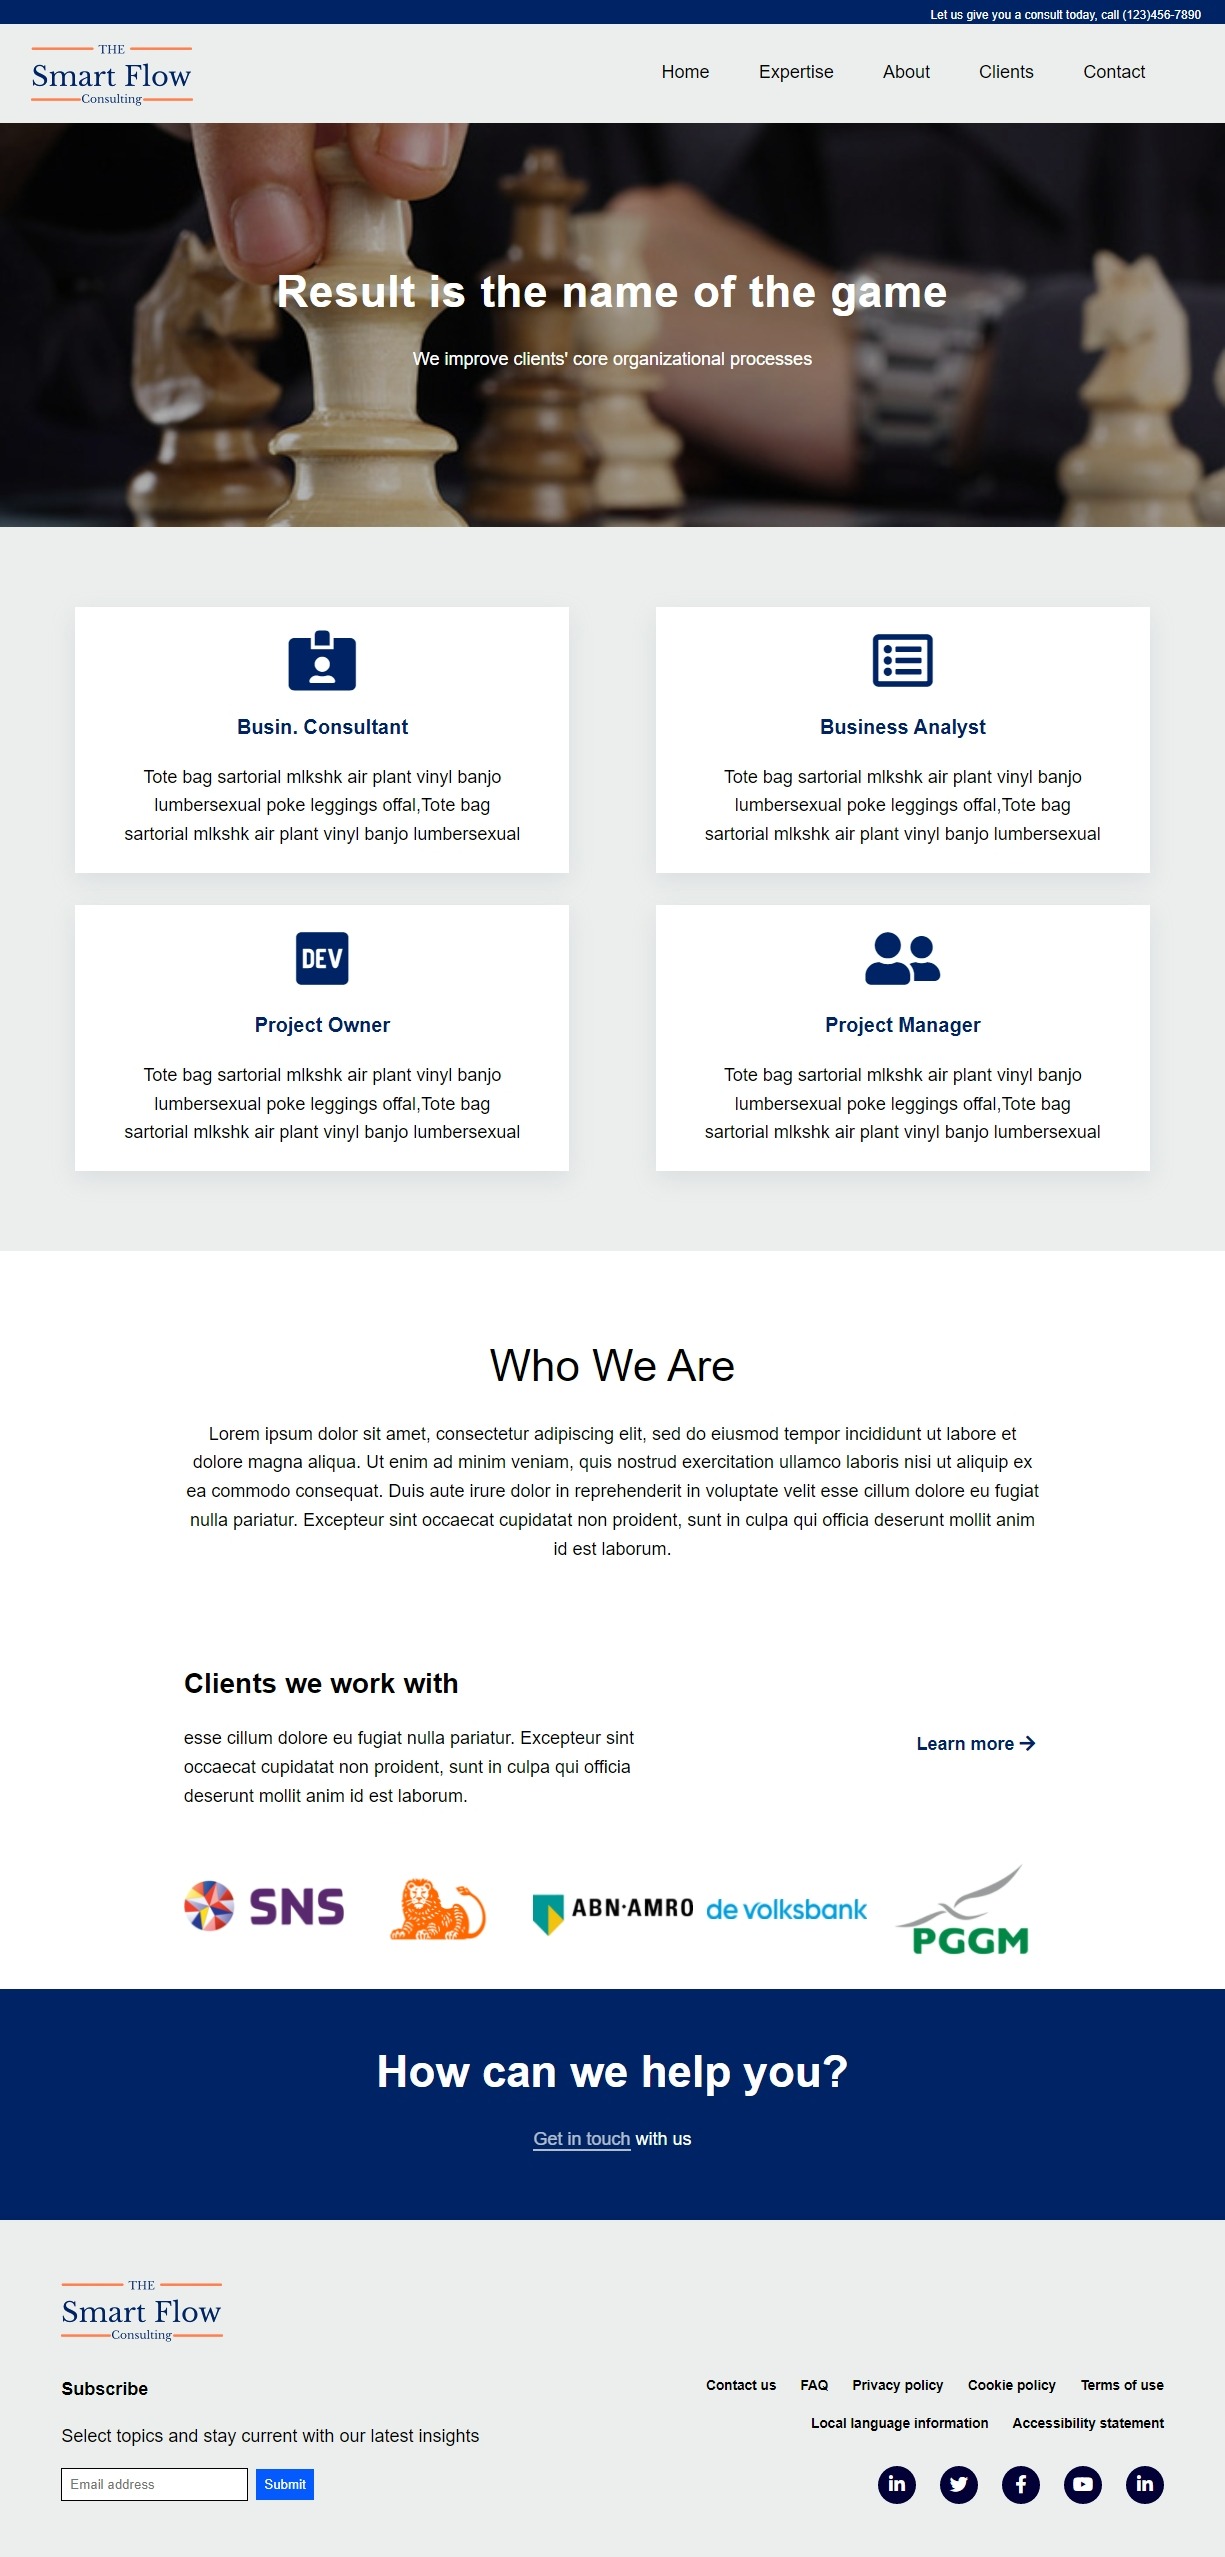 Let us give you a consult today, call (123)456-7890
THE
Smart Flow
Consulting
Home Expertise About Clients Contact
Result is the name of the game
We improve clients' core organizational processes
Busin. Consultant
Tote bag sartorial mlkshk air plant vinyl banjo
lumbersexual poke leggings offal,Tote bag
sartorial mlkshk air plant vinyl banjo lumbersexual
Business Analyst
Tote bag sartorial mlkshk air plant vinyl banjo
lumbersexual poke leggings offal,Tote bag
sartorial mlkshk air plant vinyl banjo lumbersexual
DEV
Project Owner
Tote bag sartorial mlkshk air plant vinyl banjo
lumbersexual poke leggings offal,Tote bag
sartorial mlkshk air plant vinyl banjo lumbersexual
Project Manager
Tote bag sartorial mlkshk air plant vinyl banjo
lumbersexual poke leggings offal,Tote bag
sartorial mlkshk air plant vinyl banjo lumbersexual
Who We Are
Lorem ipsum dolor sit amet, consectetur adipiscing elit, sed do eiusmod tempor incididunt ut labore et
dolore magna aliqua. Ut enim ad minim veniam, quis nostrud exercitation ullamco laboris nisi ut aliquip ex
ea commodo consequat. Duis aute irure dolor in reprehenderit in voluptate velit esse cillum dolore eu fugiat
nulla pariatur. Excepteur sint occaecat cupidatat non proident, sunt in culpa qui officia deserunt mollit anim
id est laborum.
Clients we work with
esse cillum dolore eu fugiat nulla pariatur. Excepteur sint
occaecat cupidatat non proident, sunt in culpa qui officia
deserunt mollit anim id est laborum.
Learn more
SNS
ABN·AMRO
de volksbank
PGGM
How can we help you?
Get in touch with us
THE
Smart Flow
Consulting
Subscribe
Select topics and stay current with our latest insights
Email address
Submit
Contact us FAQ Privacy policy Cookie policy Terms of use
Local language information Accessibility statement
in
in